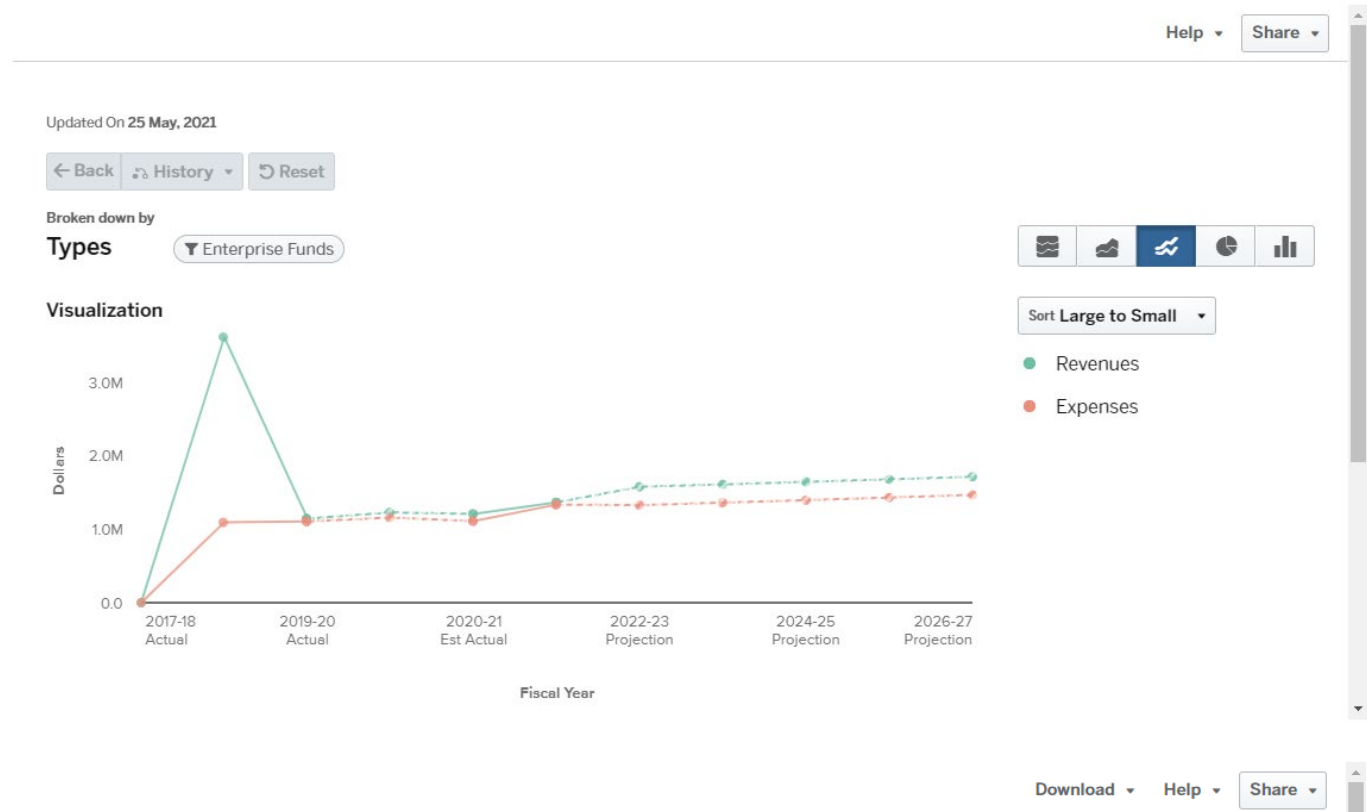 Help Share
Updated On 25 May, 2021
Back History Reset
Broken down by
Types Enterprise Funds
Visualization
Sort Large to Small
Revenues
Expenses
3.0M
2.0M
1.0M
0.0
Dollars
2017-18 2019-20 2020-21 2022-23 2024-25 2026-27
Actual Actual Est Actual Projection Projection Projection
Fiscal Year
Download Help Share